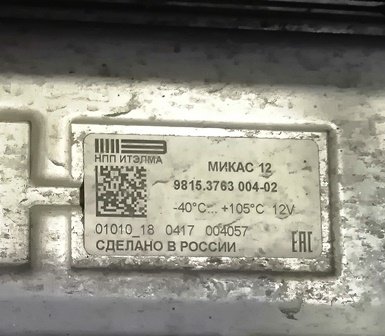 НПП ИТЭЛМА
МИКАС 12
9815.3763 004-02
-40°C... +105°C 12V
01010_18 0417 004057
СДЕЛАНО В РОССИИ
EAC